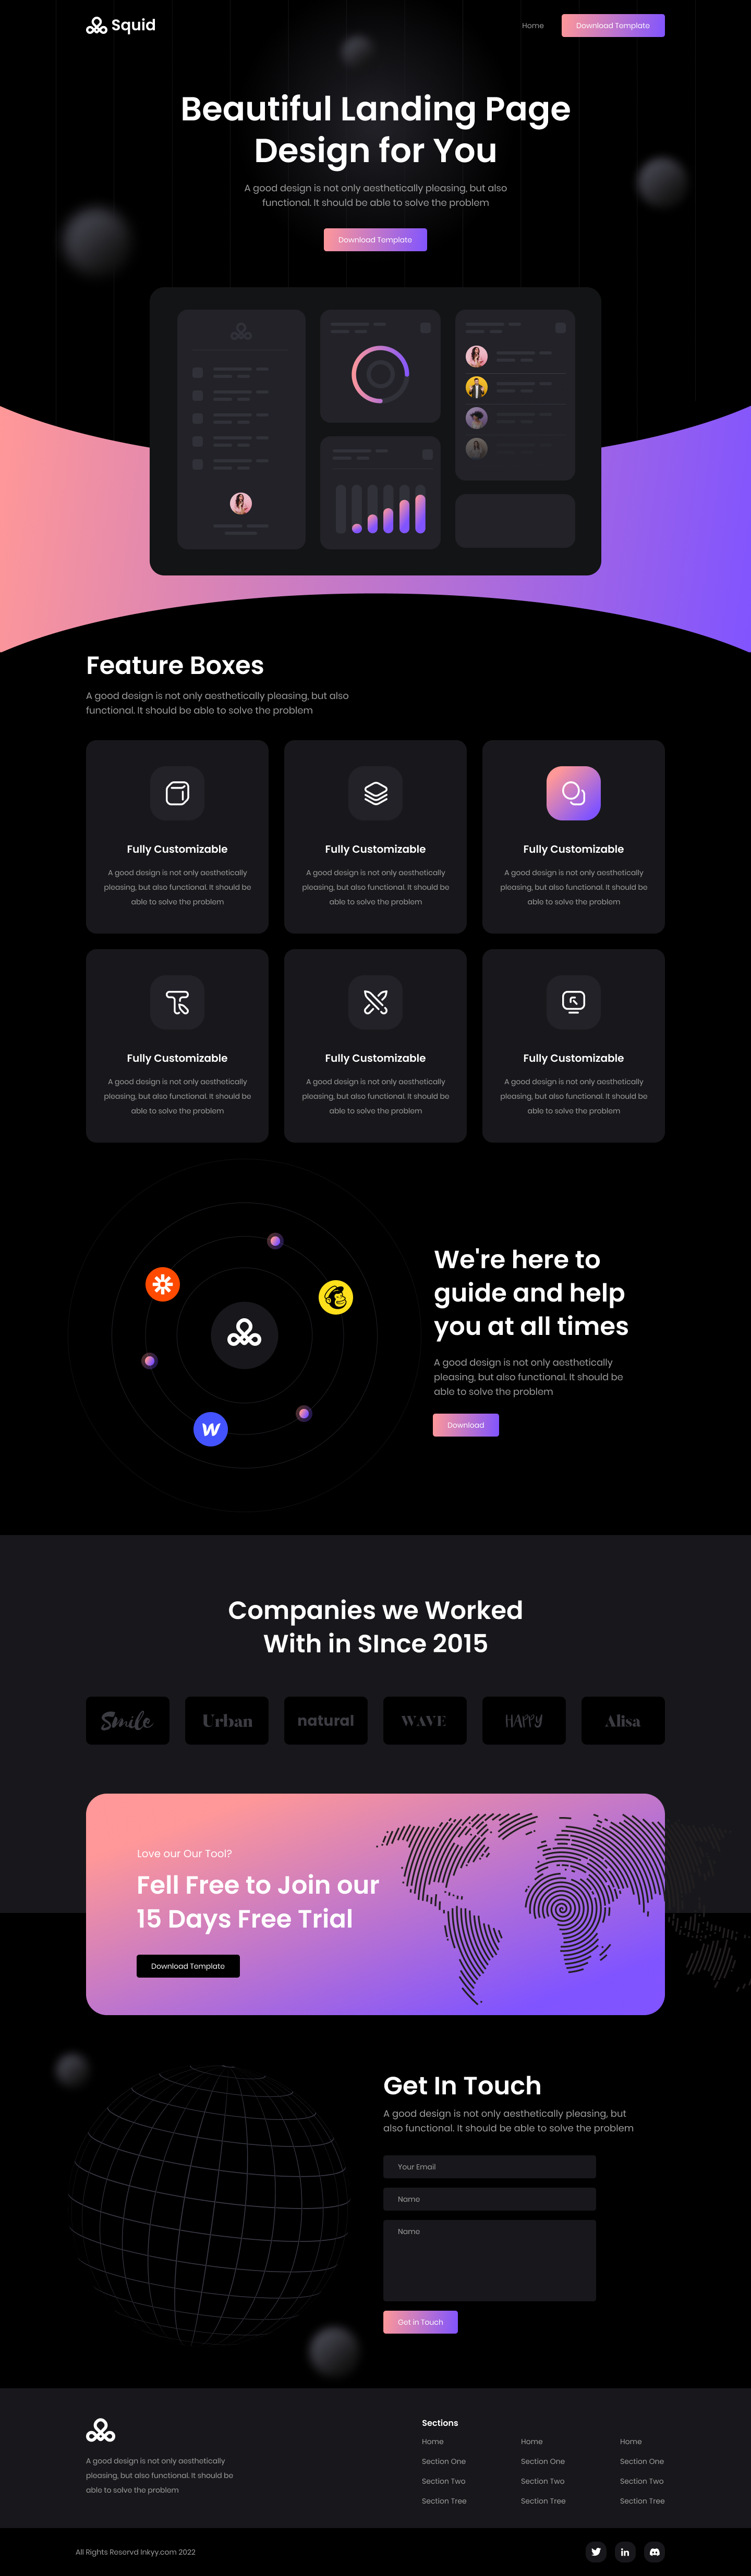 Squid
Home
Download Template
Beautiful Landing Page
Design for You
A good design is not only aesthetically pleasing, but also
functional. It should be able to solve the problem
Download Template
Feature Boxes
A good design is not only aesthetically pleasing, but also
functional. It should be able to solve the problem
Fully Customizable
A good design is not only aesthetically
pleasing, but also functional. It should be
able to solve the problem
Fully Customizable
A good design is not only aesthetically
pleasing, but also functional. It should be
able to solve the problem
Fully Customizable
A good design is not only aesthetically
pleasing, but also functional. It should be
able to solve the problem
Fully Customizable
A good design is not only aesthetically
pleasing, but also functional. It should be
able to solve the problem
Fully Customizable
A good design is not only aesthetically
pleasing, but also functional. It should be
able to solve the problem
Fully Customizable
A good design is not only aesthetically
pleasing, but also functional. It should be
able to solve the problem
W
We're here to
guide and help
you at all times
A good design is not only aesthetically
pleasing, but also functional. It should be
able to solve the problem
Download
Companies we Worked
With in SInce 2015
Smile
Urban
natural
WAVE
HAPPY
Alisa
Love our Our Tool?
Fell Free to Join our
15 Days Free Trial
Download Template
Get In Touch
A good design is not only aesthetically pleasing, but
also functional. It should be able to solve the problem
Your Email
Name
Name
Get in Touch
A good design is not only aesthetically
pleasing, but also functional. It should be
able to solve the problem
Sections
Home
Section One
Section Two
Section Tree
Home
Section One
Section Two
Section Tree
Home
Section One
Section Two
Section Tree
All Rights Reservd Inkyy.com 2022
in